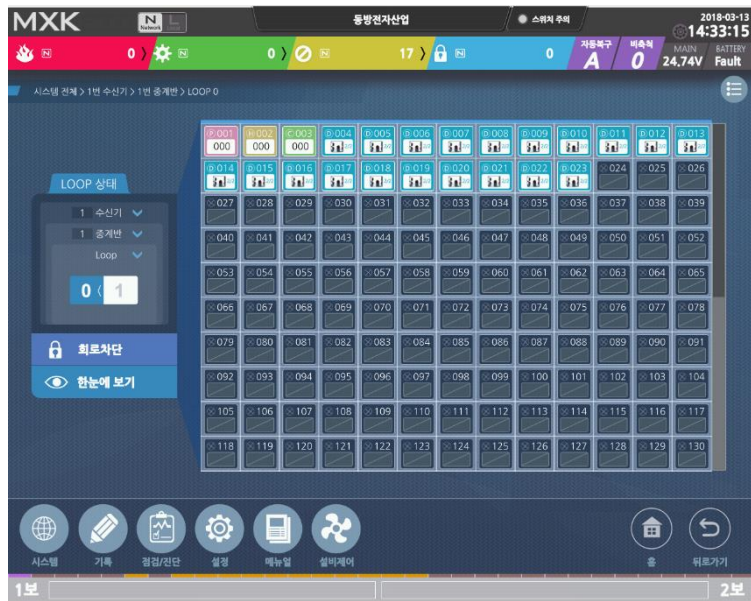 MXK N Network L 동방전자산업 스위치 주의 2018-03-13
14:33:15
N 0 N 0 N 17 N 0 자동복구 A 비축적 0 MAIN 24.74V BATTERY Fault
시스템 전체 > 1번 수신기 > 1번 중계반 > LOOP 0
P 001 002 C 003 D 004 D 005 D 006 D 007 D 008 D 009 D 010 D 011 D 012 D 013
000 000 000
D 014 D 015 D 016 D 017 D 018 D 019 D 020 D 021 D 022 D 023 024 025 026
LOOP 상태
027 028 029 030 031 032 033 034 035 036 037 038 039
1 수신기
1 중계반
040 041 042 043 044 045 046 047 048 049 050 051 052
Loop
053 054 055 056 057 058 059 060 061 062 063 064 065
0 1
066 067 068 069 070 071 072 073 074 075 076 077 078
079 080 081 082 083 084 085 086 087 088 089 090 091
회로차단
092 093 094 095 096 097 098 099 100 101 102 103 104
한눈에 보기
105 106 107 108 109 110 111 112 113 114 115 116 117
118 119 120 121 122 123 124 125 126 127 128 129 130
시스템 기록 점검/진단 설정 메뉴얼 설비제어 홈 뒤로가기
1보 2보